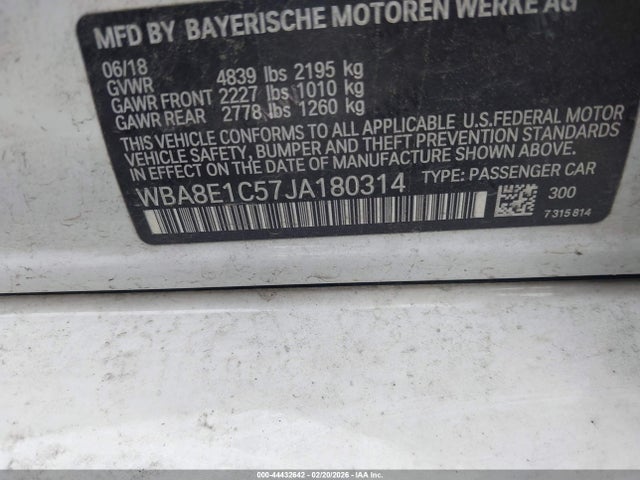 MFD BY BAYERISCHE MOTOREN WERKE AG
06/18
GVWR 4839 lbs 2195 kg
GAWR FRONT 2227 lbs 1010 kg
GAWR REAR 2778 lbs 1260 kg
THIS VEHICLE CONFORMS TO ALL APPLICABLE U.S.FEDERAL MOTOR
VEHICLE SAFETY, BUMPER AND THEFT PREVENTION STANDARDS
IN EFFECT ON THE DATE OF MANUFACTURE SHOWN ABOVE.
WBA8E1C57JA180314 TYPE: PASSENGER CAR
300
7315814
000-44432642 - 02/20/2026 - IAA Inc.